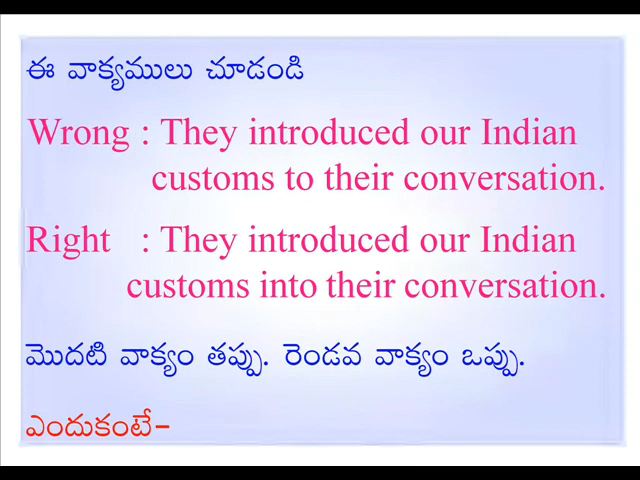 ఈ వాక్యములు చూడండి
Wrong : They introduced our Indian
customs to their conversation.
Right : They introduced our Indian
customs into their conversation.
మొదటి వాక్యం తప్పు. రెండవ వాక్యం ఒప్పు.
ఎందుకంటే-